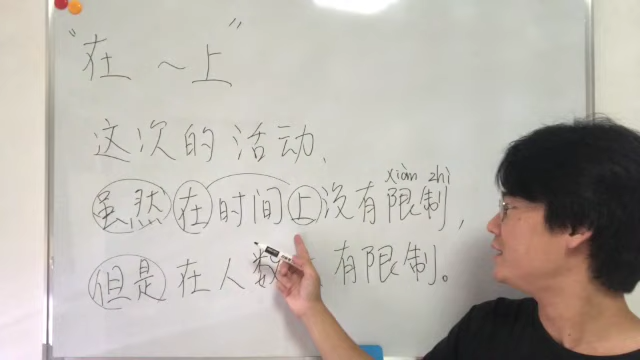 “在 ～上”
这次的活动、
xiàn zhì
虽然在时间上没有限制，
但是在人数 有限制。